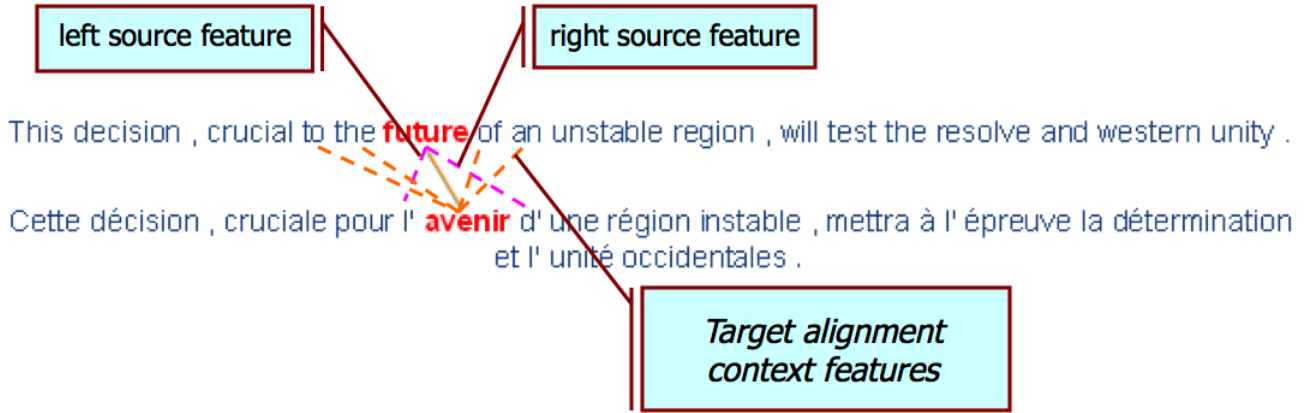 left source feature
right source feature
This decision , crucial to the future of an unstable region , will test the resolve and western unity .
Cette décision , cruciale pour l' avenir d' une région instable , mettra à l' épreuve la détermination
et l' unité occidentales .
Target alignment
context features